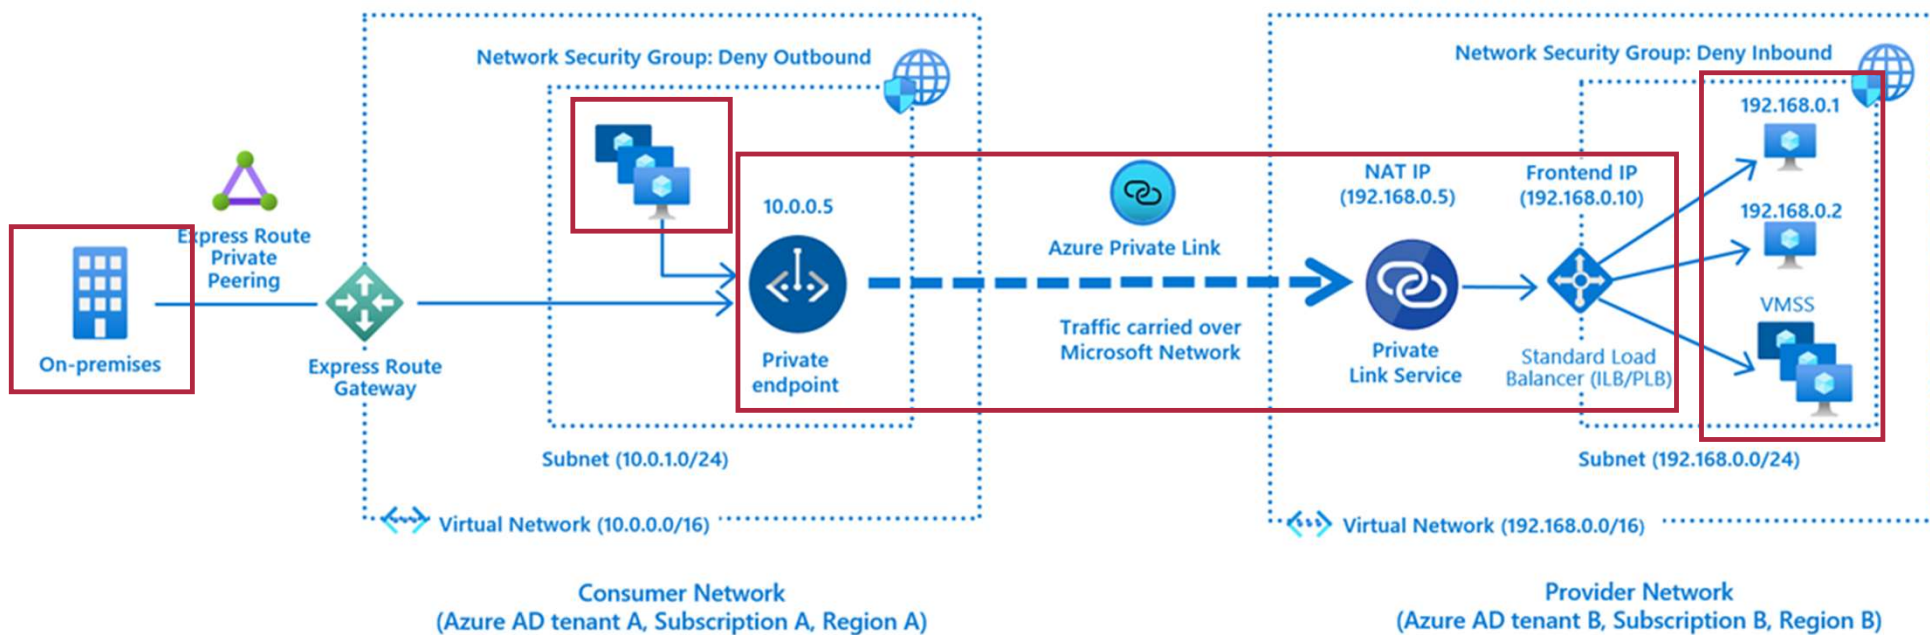 Network Security Group: Deny Outbound
10.0.0.5
Express Route
Private
Peering
On-premises
Express Route
Gateway
Private
endpoint
Subnet (10.0.1.0/24)
Virtual Network (10.0.0.0/16)
Consumer Network
(Azure AD tenant A, Subscription A, Region A)
Azure Private Link
Traffic carried over
Microsoft Network
Network Security Group: Deny Inbound
NAT IP
(192.168.0.5)
Frontend IP
(192.168.0.10)
192.168.0.1
192.168.0.2
VMSS
Private
Link Service
Standard Load
Balancer (ILB/PLB)
Subnet (192.168.0.0/24)
Virtual Network (192.168.0.0/16)
Provider Network
(Azure AD tenant B, Subscription B, Region B)